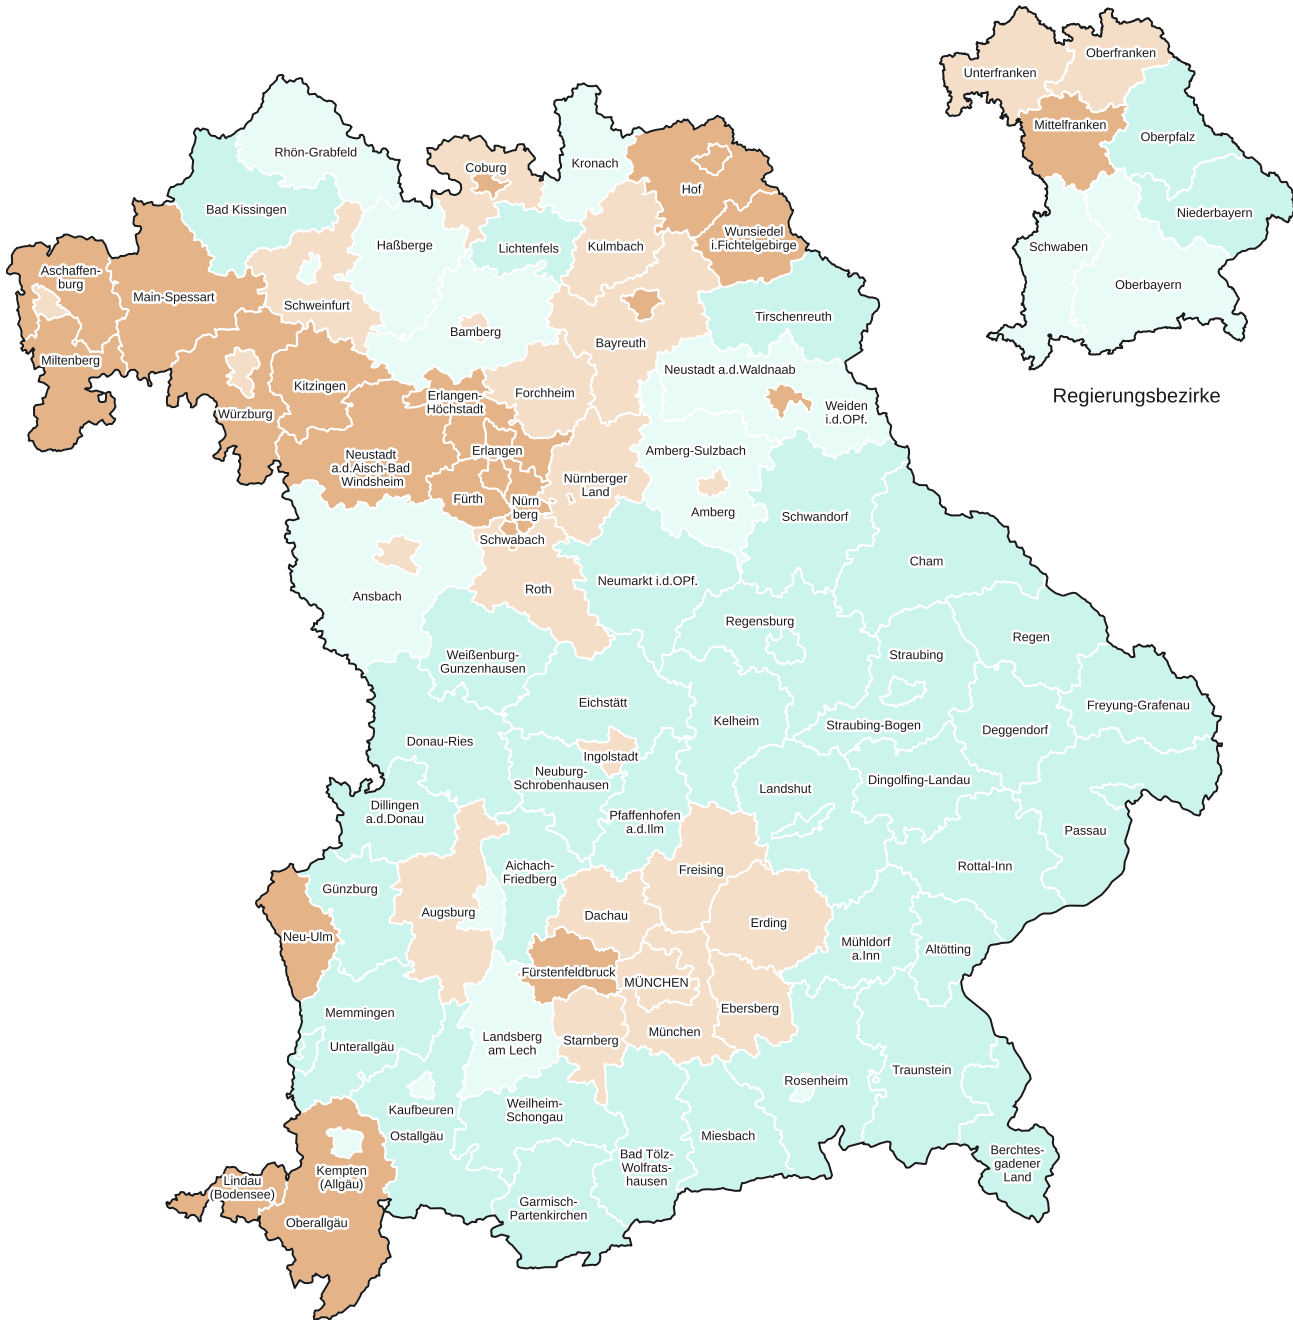 Oberfranken
Unterfranken
Mittelfranken
Oberpfalz
Niederbayern
Schwaben
Oberbayern
Regierungsbezirke
Rhön-Grabfeld
Coburg
Kronach
Hof
Bad Kissingen
Haßberge
Lichtenfels
Kulmbach
Wunsiedel
i.Fichtelgebirge
Aschaffen-
burg
Main-Spessart
Schweinfurt
Bamberg
Bayreuth
Tirschenreuth
Miltenberg
Kitzingen
Würzburg
Erlangen-
Höchstadt
Forchheim
Neustadt a.d.Waldnaab
Weiden
i.d.OPf.
Neustadt
a.d.Aisch-Bad
Windsheim
Erlangen
Amberg-Sulzbach
Fürth
Nürn
berg
Nürnberger
Land
Amberg
Schwandorf
Schwabach
Cham
Ansbach
Roth
Neumarkt i.d.OPf.
Regensburg
Regen
Weißenburg-
Gunzenhausen
Straubing
Eichstätt
Kelheim
Straubing-Bogen
Deggendorf
Freyung-Grafenau
Donau-Ries
Ingolstadt
Neuburg-
Schrobenhausen
Landshut
Dingolfing-Landau
Dillingen
a.d.Donau
Pfaffenhofen
a.d.Ilm
Passau
Aichach-
Friedberg
Freising
Rottal-Inn
Günzburg
Augsburg
Dachau
Erding
Neu-Ulm
Mühldorf
a.Inn
Altötting
Fürstenfeldbruck
MÜNCHEN
Memmingen
Ebersberg
Unterallgäu
Landsberg
am Lech
Starnberg
München
Rosenheim
Traunstein
Kaufbeuren
Weilheim-
Schongau
Ostallgäu
Miesbach
Bad Tölz-
Wolfrats-
hausen
Berchtes-
gadener
Land
Kempten
(Allgäu)
Lindau
(Bodensee)
Oberallgäu
Garmisch-
Partenkirchen